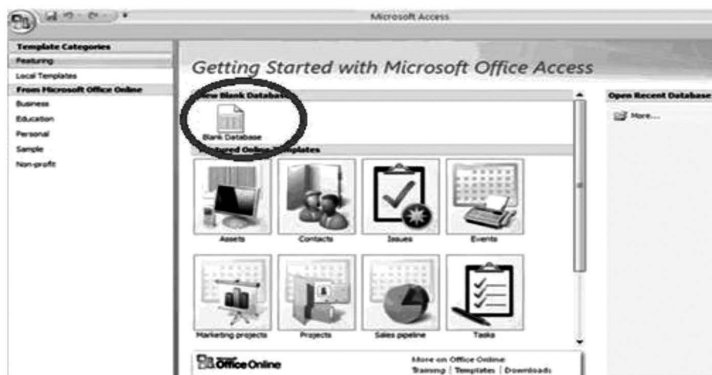 Microsoft Access
Template Categories
Featuring
Local Templates
From Microsoft Office Online
Business
Education
Personal
Sample
Non-profit
Getting Started with Microsoft Office Access
New Blank Database
Blank Database
Featured Online Templates
Assets
Contacts
Issues
Events
Marketing projects
Projects
Sales pipeline
Tasks
Office Online
More on Office Online:
Training | Templates | Downloads
Open Recent Database
More...